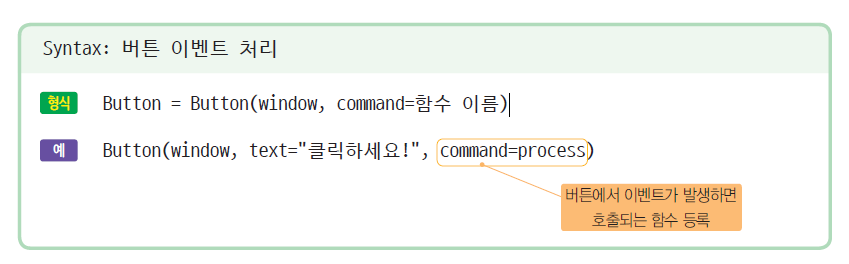 Syntax: 버튼 이벤트 처리
형식 Button = Button(window, command=함수 이름)
예 Button(window, text="클릭하세요!", command=process)
버튼에서 이벤트가 발생하면
호출되는 함수 등록